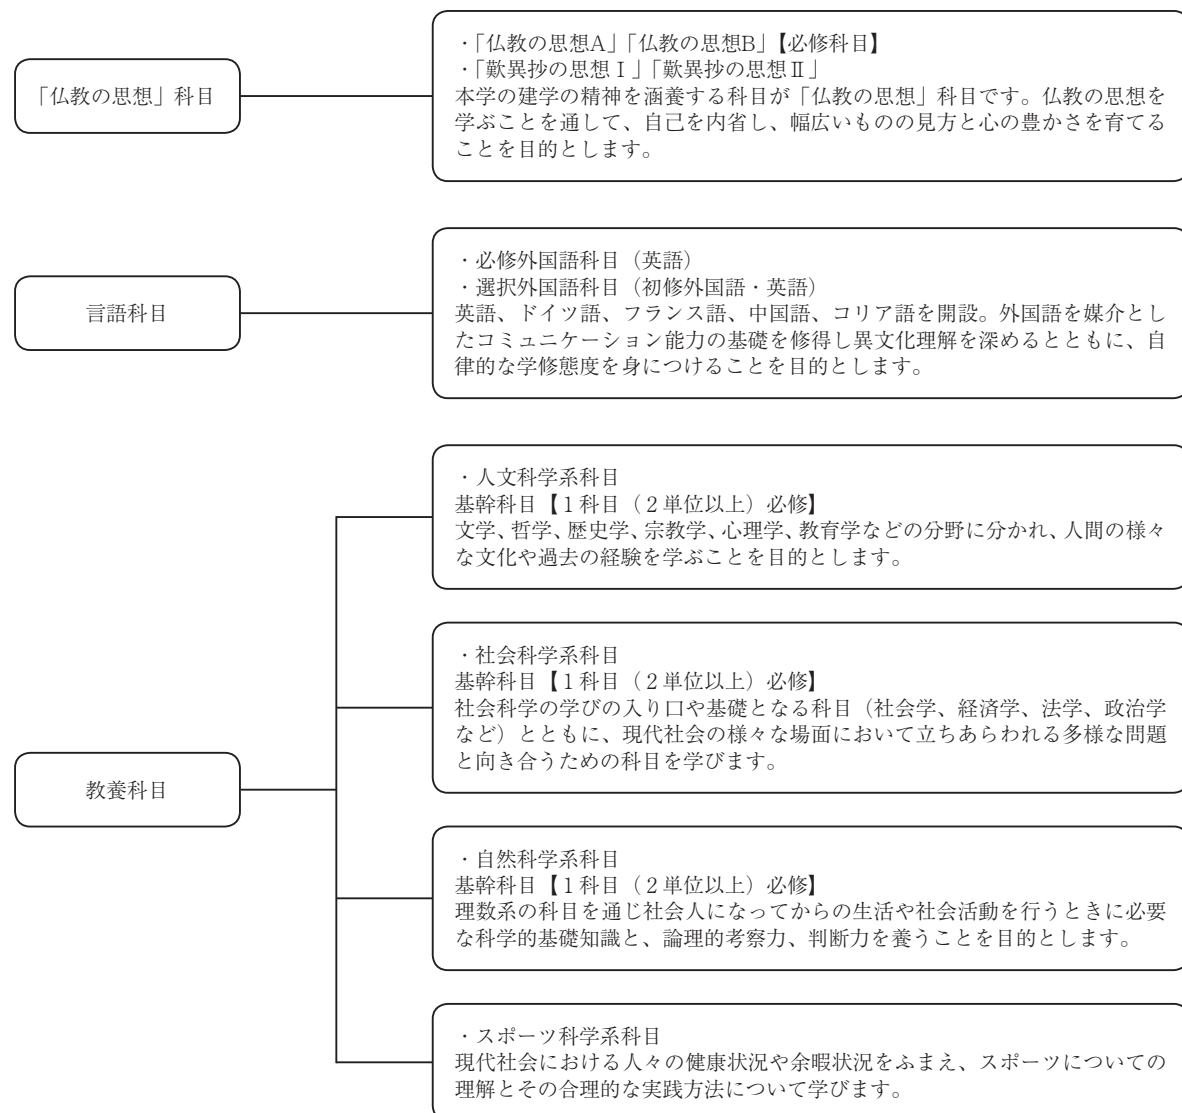 「仏教の思想」科目
・「仏教の思想A」「仏教の思想B」【必修科目】
・「歎異抄の思想Ⅰ」「歎異抄の思想Ⅱ」
本学の建学の精神を涵養する科目が「仏教の思想」科目です。仏教の思想を
学ぶことを通して、自己を内省し、幅広いものの見方と心の豊かさを育てる
ことを目的とします。
言語科目
・必修外国語科目（英語）
・選択外国語科目（初修外国語・英語）
英語、ドイツ語、フランス語、中国語、コリア語を開設。外国語を媒介とし
たコミュニケーション能力の基礎を修得し異文化理解を深めるとともに、自
律的な学修態度を身につけることを目的とします。
教養科目
・人文科学系科目
基幹科目【１科目（２単位以上）必修】
文学、哲学、歴史学、宗教学、心理学、教育学などの分野に分かれ、人間の様々
な文化や過去の経験を学ぶことを目的とします。
・社会科学系科目
基幹科目【１科目（２単位以上）必修】
社会科学の学びの入り口や基礎となる科目（社会学、経済学、法学、政治学
など）とともに、現代社会の様々な場面において立ちあらわれる多様な問題
と向き合うための科目を学びます。
・自然科学系科目
基幹科目【１科目（２単位以上）必修】
理数系の科目を通じ社会人になってからの生活や社会活動を行うときに必要
な科学的基礎知識と、論理的考察力、判断力を養うことを目的とします。
・スポーツ科学系科目
現代社会における人々の健康状況や余暇状況をふまえ、スポーツについての
理解とその合理的な実践方法について学びます。